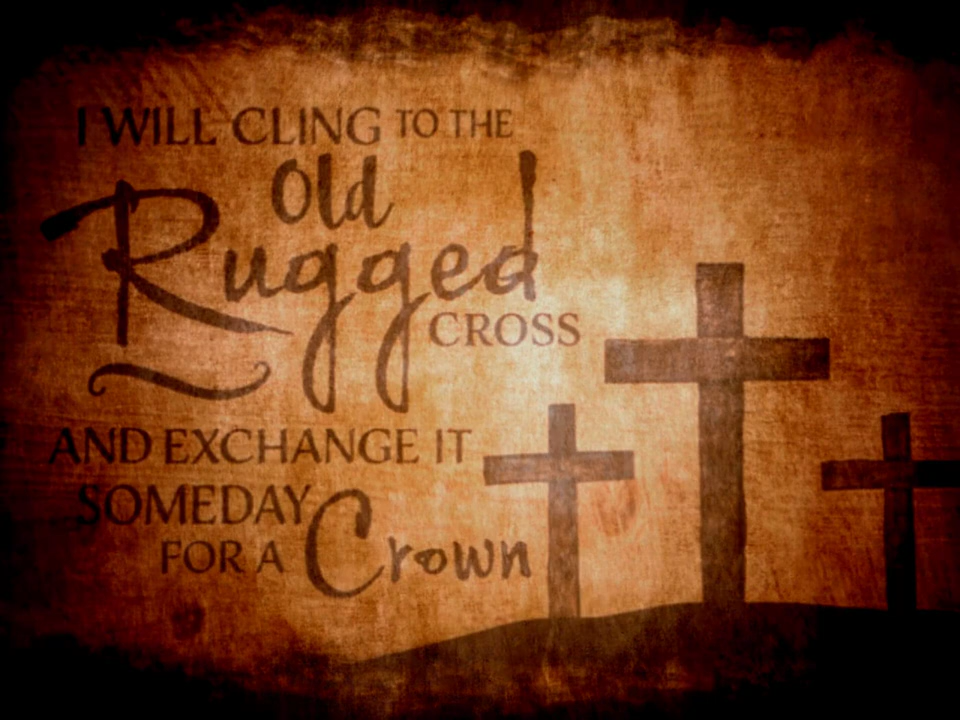 I WILL CLING TO THE
Old
Rugged
CROSS
AND EXCHANGE IT
SOMEDAY
FOR A Crown